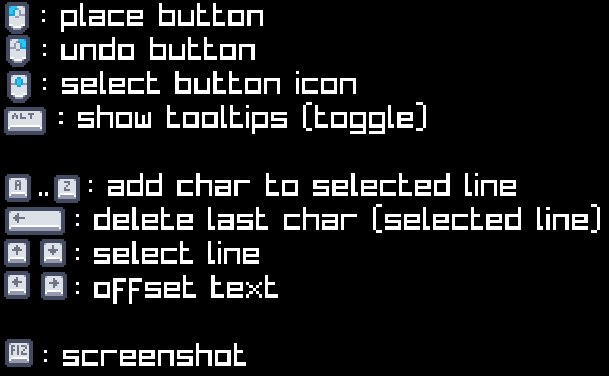 : place button
: undo button
: select button icon
ALT : show tooltips (toggle)
A .. Z : add char to selected line
← : delete last char (selected line)
↑ ↓ : select line
← → : offset text
F12 : screenshot